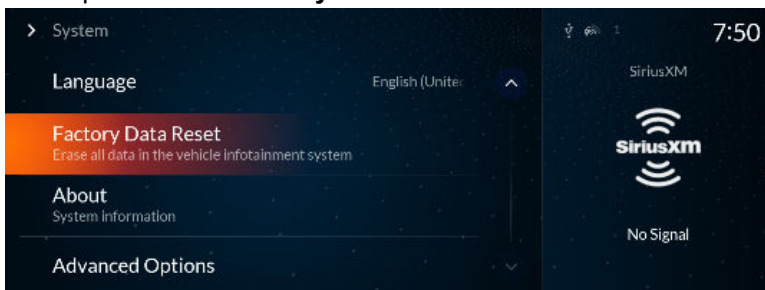 System
1
7:50
Language
English (Unite
SiriusXM
Factory Data Reset
Erase all data in the vehicle infotainment system
SiriusXM
About
System information
No Signal
Advanced Options